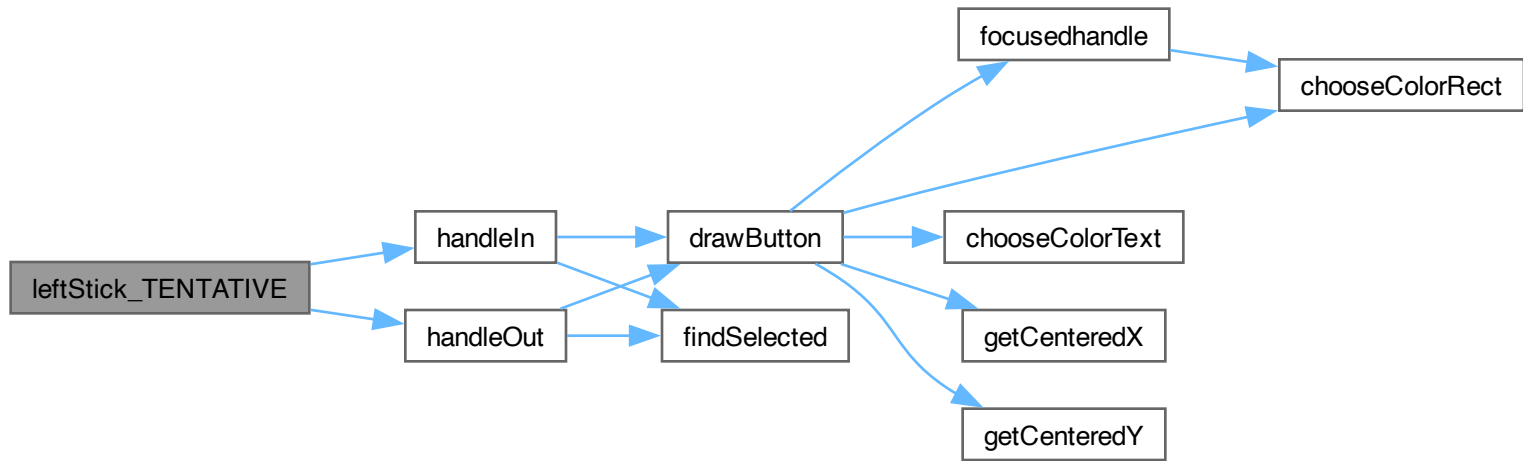 focusedhandle
chooseColorRect
handleIn
drawButton
chooseColorText
leftStick_TENTATIVE
handleOut
findSelected
getCenteredX
getCenteredY